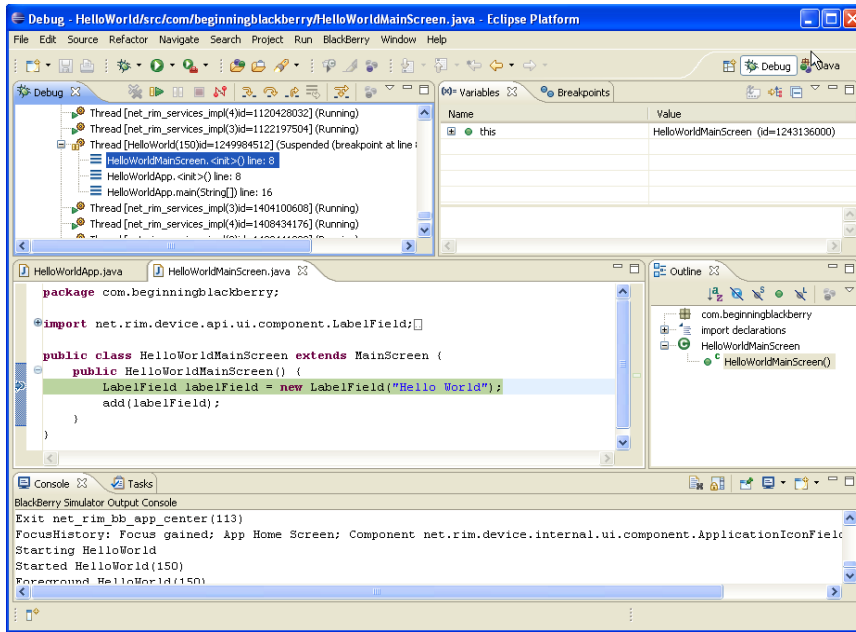 Debug - HelloWorld/src/com/beginningblackberry/HelloWorldMainScreen.java - Eclipse Platform
File Edit Source Refactor Navigate Search Project Run BlackBerry Window Help
Debug Java
Debug
Thread [net_rim_services_impl(4)id=1120428032] (Running)
Thread [net_rim_services_impl(3)id=1122197504] (Running)
Thread [HelloWorld(150)id=1249984512] (Suspended (breakpoint at line
HelloWorldMainScreen.<init>() line: 8
HelloWorldApp.<init>() line: 8
HelloWorldApp.main(String[]) line: 16
Thread [net_rim_services_impl(3)id=1404100608] (Running)
Thread [net_rim_services_impl(4)id=1408434176] (Running)
(x)= Variables Breakpoints
Name Value
this HelloWorldMainScreen (id=1243136000)
HelloWorldApp.java HelloWorldMainScreen.java
package com.beginningblackberry;
import net.rim.device.api.ui.component.LabelField;
public class HelloWorldMainScreen extends MainScreen {
public HelloWorldMainScreen() {
LabelField labelField = new LabelField("Hello World");
add(labelField);
}
}
Outline
com.beginningblackberry
import declarations
HelloWorldMainScreen
HelloWorldMainScreen()
Console Tasks
BlackBerry Simulator Output Console
Exit net_rim_bb_app_center(113)
FocusHistory: Focus gained; App Home Screen; Component net.rim.device.internal.ui.component.ApplicationIconField
Starting HelloWorld
Started HelloWorld(150)
Foreground HelloWorld(150)